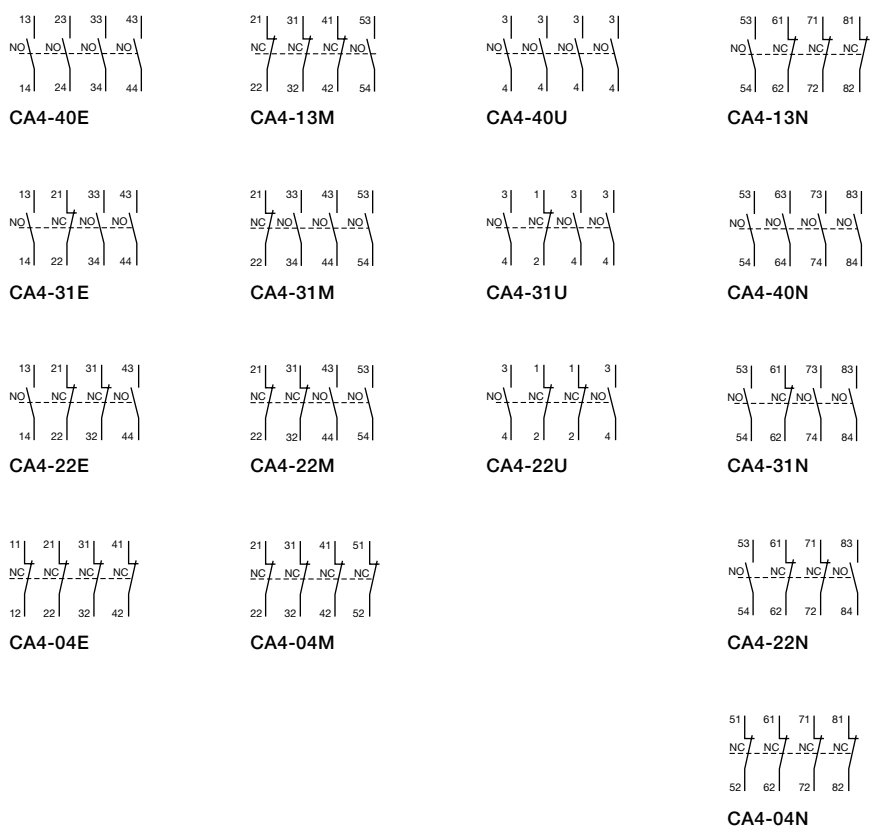 13 23 33 43
NO NO NO NO
14 24 34 44
CA4-40E
21 31 41 53
NC NC NC NO
22 32 42 54
CA4-13M
3 3 3 3
NO NO NO NO
4 4 4 4
CA4-40U
53 61 71 81
NO NC NC NC
54 62 72 82
CA4-13N
13 21 33 43
NO NC NO NO
14 22 34 44
CA4-31E
21 33 43 53
NC NO NO NO
22 34 44 54
CA4-31M
3 1 3 3
NO NC NO NO
4 2 4 4
CA4-31U
53 63 73 83
NO NO NO NO
54 64 74 84
CA4-40N
13 21 31 43
NO NC NC NO
14 22 32 44
CA4-22E
21 31 43 53
NC NC NO NO
22 32 44 54
CA4-22M
3 1 1 3
NO NC NC NO
4 2 2 4
CA4-22U
53 61 73 83
NO NC NO NO
54 62 74 84
CA4-31N
11 21 31 41
NC NC NC NC
12 22 32 42
CA4-04E
21 31 41 51
NC NC NC NC
22 32 42 52
CA4-04M
53 61 71 83
NO NC NC NO
54 62 72 84
CA4-22N
51 61 71 81
NC NC NC NC
52 62 72 82
CA4-04N